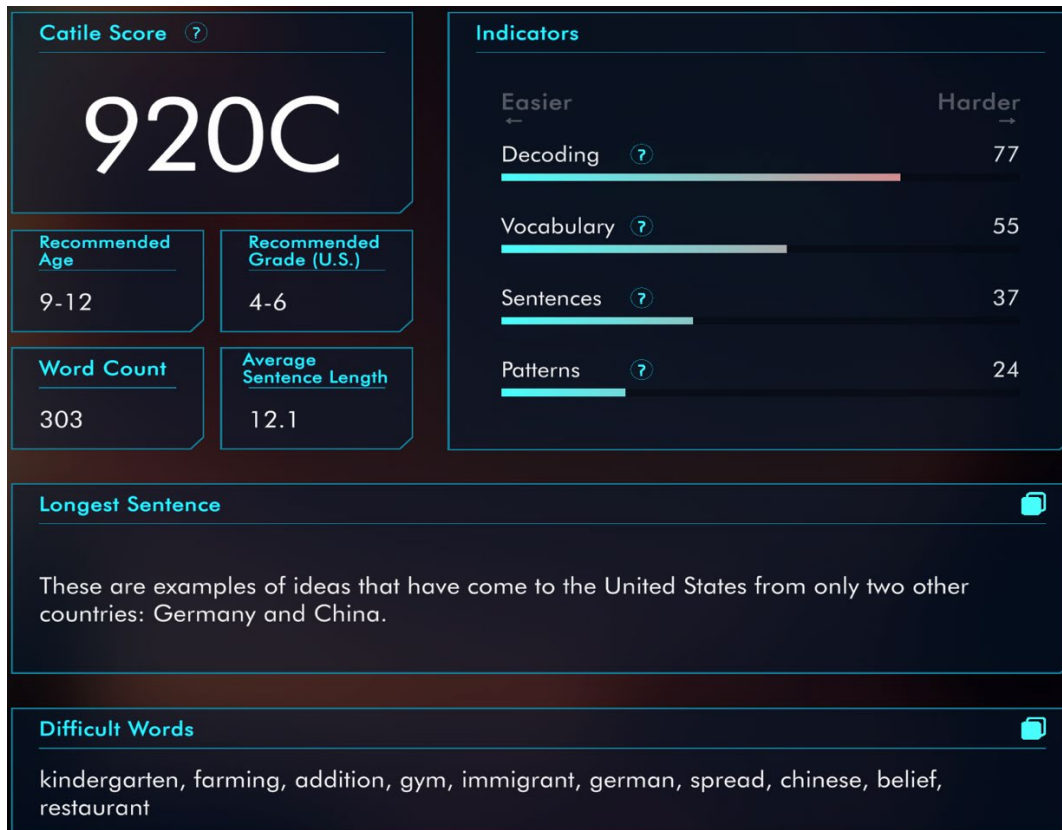 Catile Score ?
920C
Recommended
Age
9-12
Recommended
Grade (U.S.)
4-6
Word Count
303
Average
Sentence Length
12.1
Indicators
Easier
←
Harder
→
Decoding ? 77
Vocabulary ? 55
Sentences ? 37
Patterns ? 24
Longest Sentence
These are examples of ideas that have come to the United States from only two other
countries: Germany and China.
Difficult Words
kindergarten, farming, addition, gym, immigrant, german, spread, chinese, belief,
restaurant